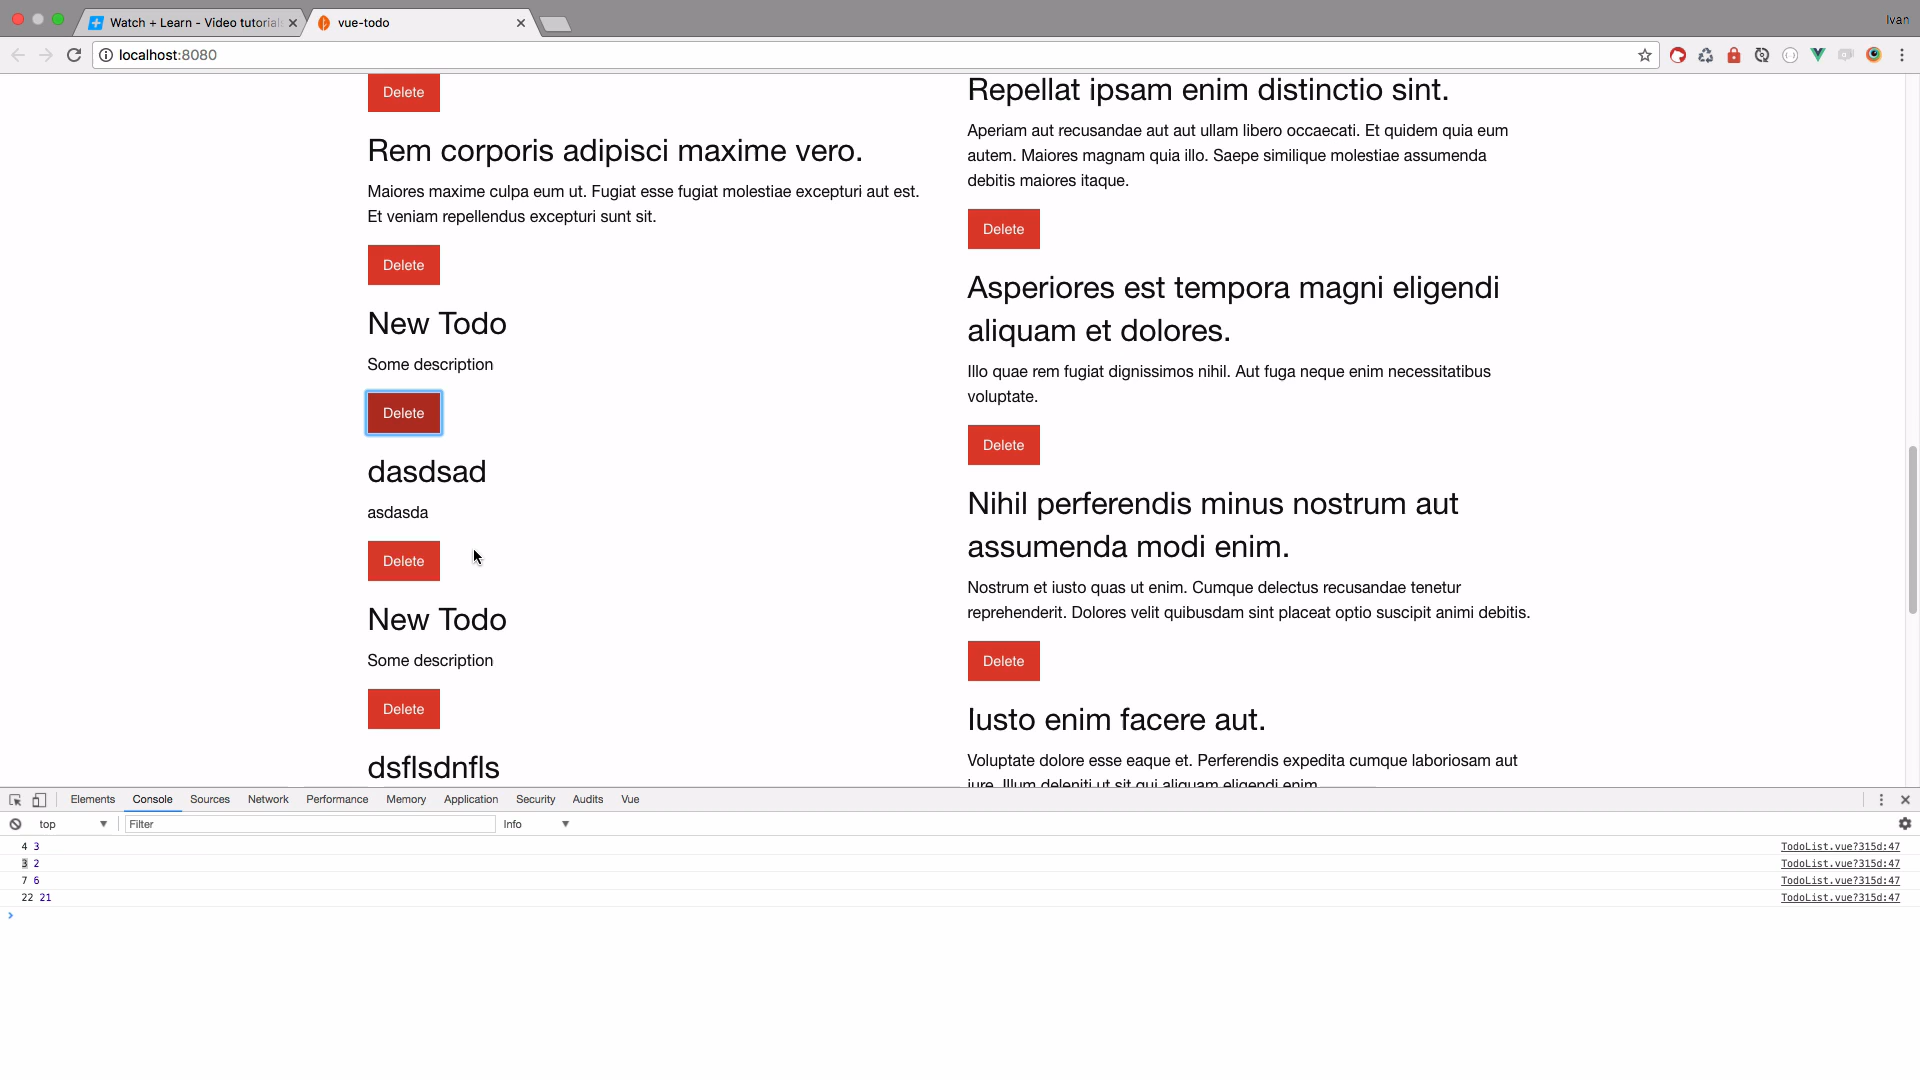 Watch + Learn - Video tutorial
vue-todo
Ivan
localhost:8080
Delete
Rem corporis adipisci maxime vero.
Maiores maxime culpa eum ut. Fugiat esse fugiat molestiae excepturi aut est.
Et veniam repellendus excepturi sunt sit.
Delete
New Todo
Some description
Delete
dasdsad
asdasda
Delete
New Todo
Some description
Delete
dsflsdnfls
Repellat ipsam enim distinctio sint.
Aperiam aut recusandae aut aut ullam libero occaecati. Et quidem quia eum
autem. Maiores magnam quia illo. Saepe similique molestiae assumenda
debitis maiores itaque.
Delete
Asperiores est tempora magni eligendi
aliquam et dolores.
Illo quae rem fugiat dignissimos nihil. Aut fuga neque enim necessitatibus
voluptate.
Delete
Nihil perferendis minus nostrum aut
assumenda modi enim.
Nostrum et iusto quas ut enim. Cumque delectus recusandae tenetur
reprehenderit. Dolores velit quibusdam sint placeat optio suscipit animi debitis.
Delete
Iusto enim facere aut.
Voluptate dolore esse eaque et. Perferendis expedita cumque laboriosam aut
iure. Illum deleniti ut sit qui aliquam eligendi enim
Elements Console Sources Network Performance Memory Application Security Audits Vue
top Filter Info
4 3 TodoList.vue?315d:47
3 2 TodoList.vue?315d:47
7 6 TodoList.vue?315d:47
22 21 TodoList.vue?315d:47